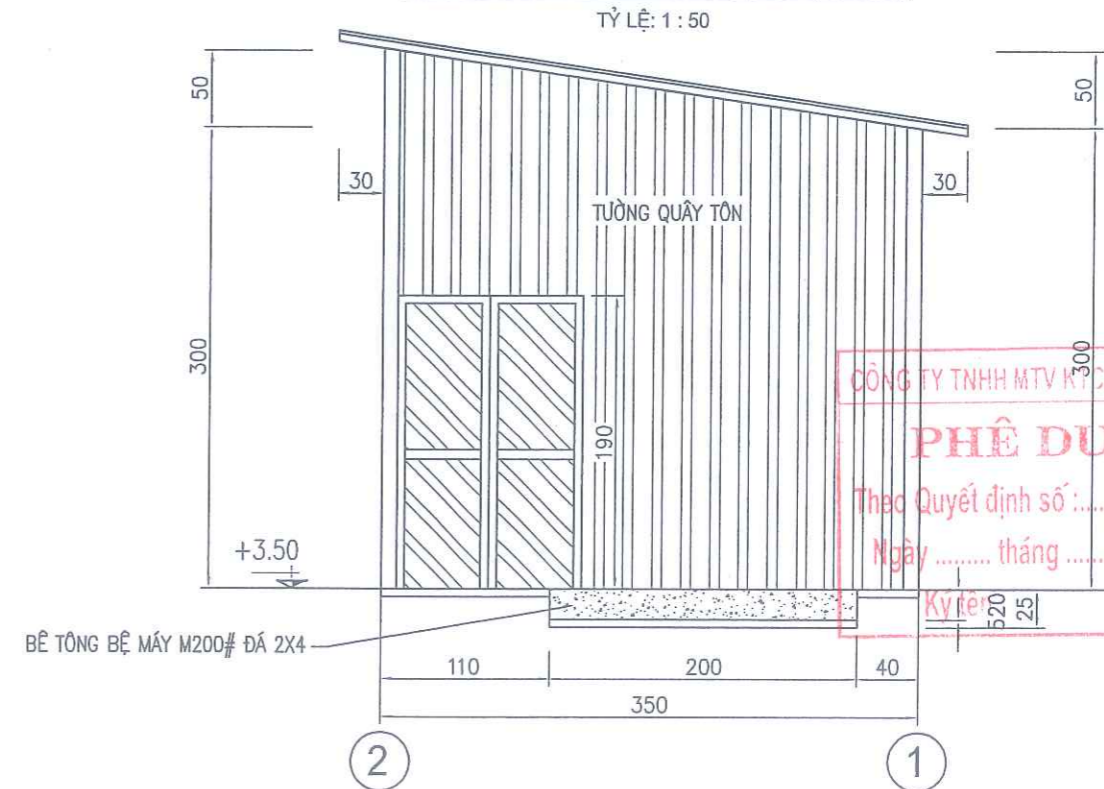 TỶ LỆ: 1 : 50
50
50
30
30
TƯỜNG QUÂY TÔN
300
300
190
CÔNG TY TNHH MTV KTC
PHÊ DU
Theo Quyết định số :....
Ngày ......... tháng ......
Ký tên
+3.50
520
25
BÊ TÔNG BỆ MÁY M200# ĐÁ 2X4
110
200
40
350
2
1